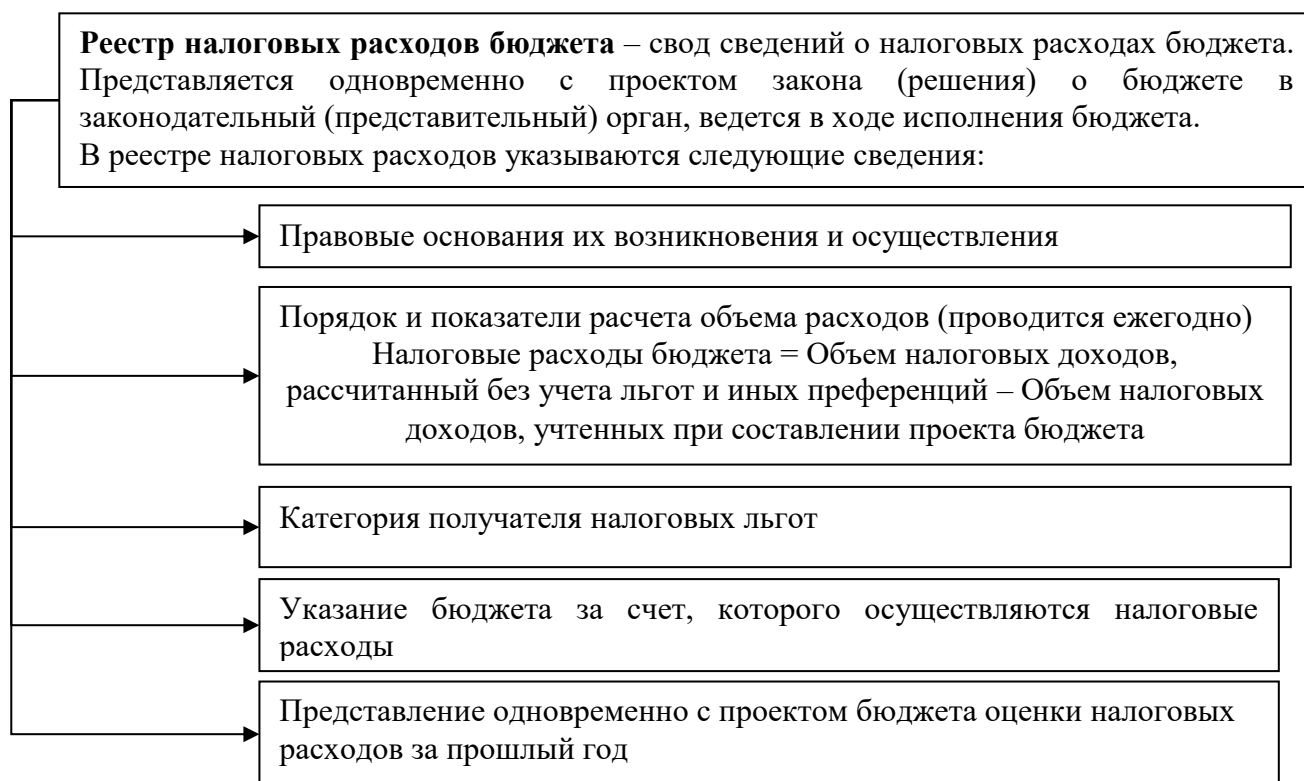 Реестр налоговых расходов бюджета – свод сведений о налоговых расходах бюджета.
Представляется одновременно с проектом закона (решения) о бюджете в
законодательный (представительный) орган, ведется в ходе исполнения бюджета.
В реестре налоговых расходов указываются следующие сведения:
Правовые основания их возникновения и осуществления
Порядок и показатели расчета объема расходов (проводится ежегодно)
Налоговые расходы бюджета = Объем налоговых доходов,
рассчитанный без учета льгот и иных преференций – Объем налоговых
доходов, учтенных при составлении проекта бюджета
Категория получателя налоговых льгот
Указание бюджета за счет, которого осуществляются налоговые
расходы
Представление одновременно с проектом бюджета оценки налоговых
расходов за прошлый год